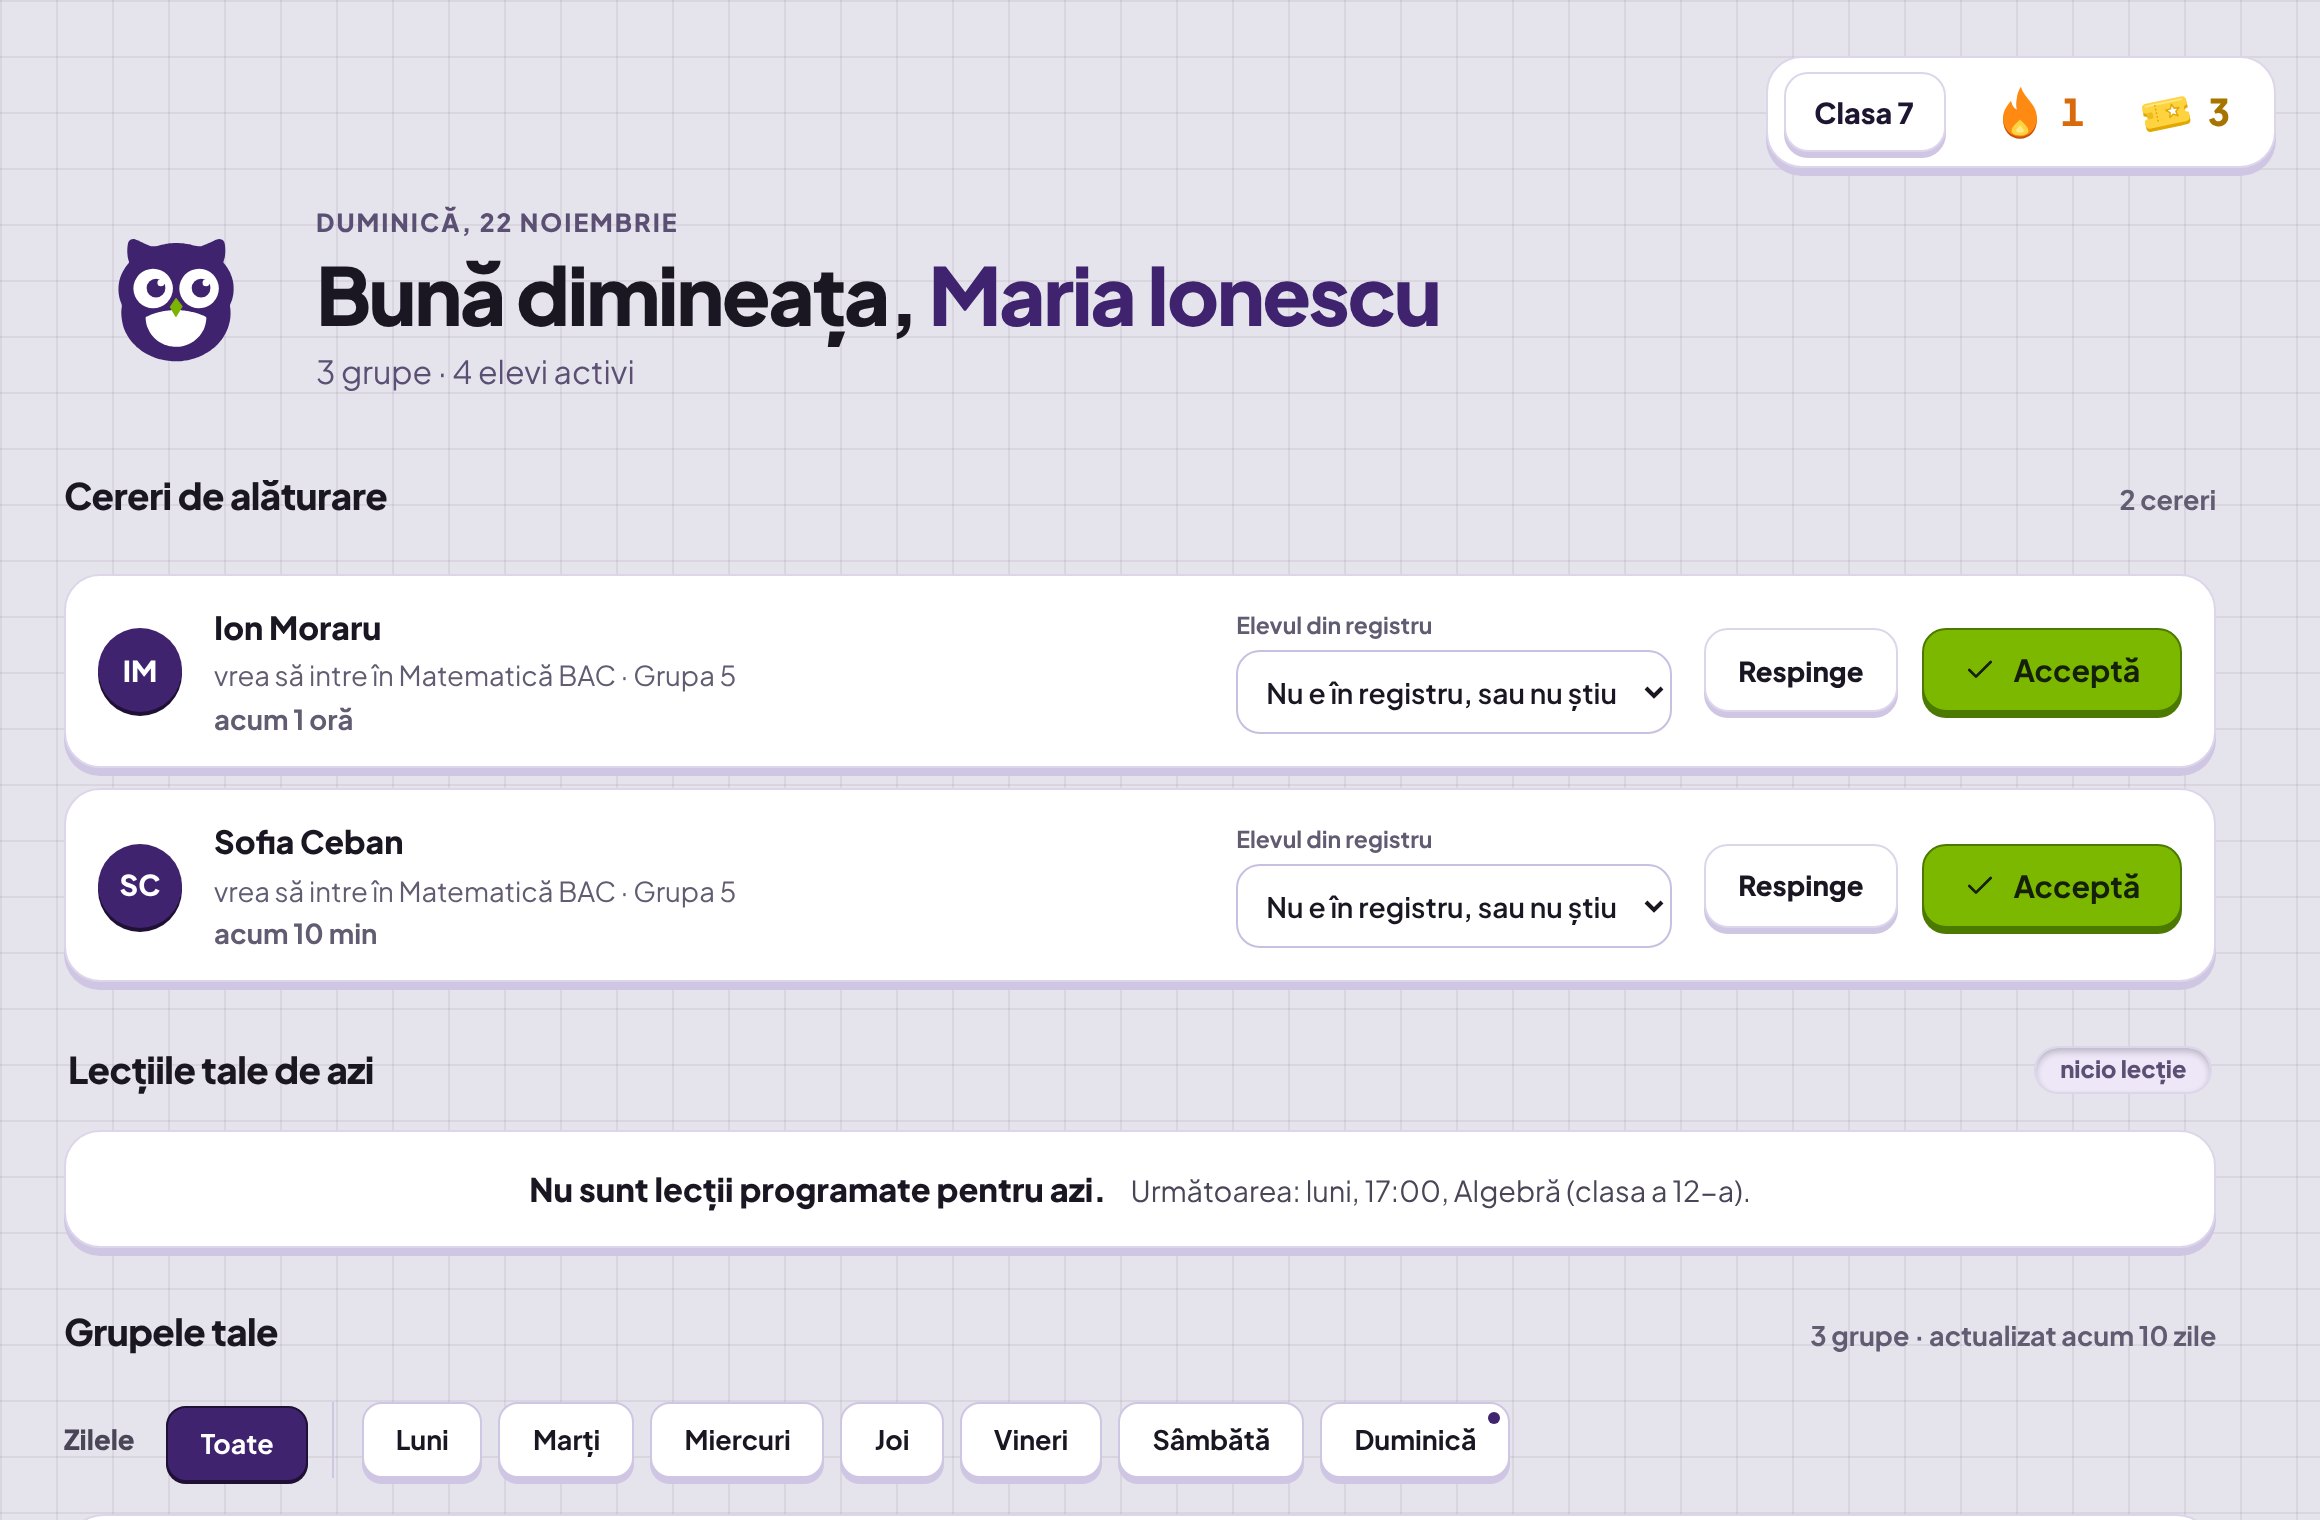 Clasa 7 1 3
DUMINICĂ, 22 NOIEMBRIE
Bună dimineața, Maria Ionescu
3 grupe · 4 elevi activi
Cereri de alăturare
2 cereri
IM
Ion Moraru
vrea să intre în Matematică BAC · Grupa 5
acum 1 oră
Elevul din registru
Nu e în registru, sau nu știu
Respinge
Acceptă
SC
Sofia Ceban
vrea să intre în Matematică BAC · Grupa 5
acum 10 min
Elevul din registru
Nu e în registru, sau nu știu
Respinge
Acceptă
Lecțiile tale de azi
nicio lecție
Nu sunt lecții programate pentru azi. Următoarea: luni, 17:00, Algebră (clasa a 12-a).
Grupele tale
3 grupe · actualizat acum 10 zile
Zilele Toate Luni Marți Miercuri Joi Vineri Sâmbătă Duminică